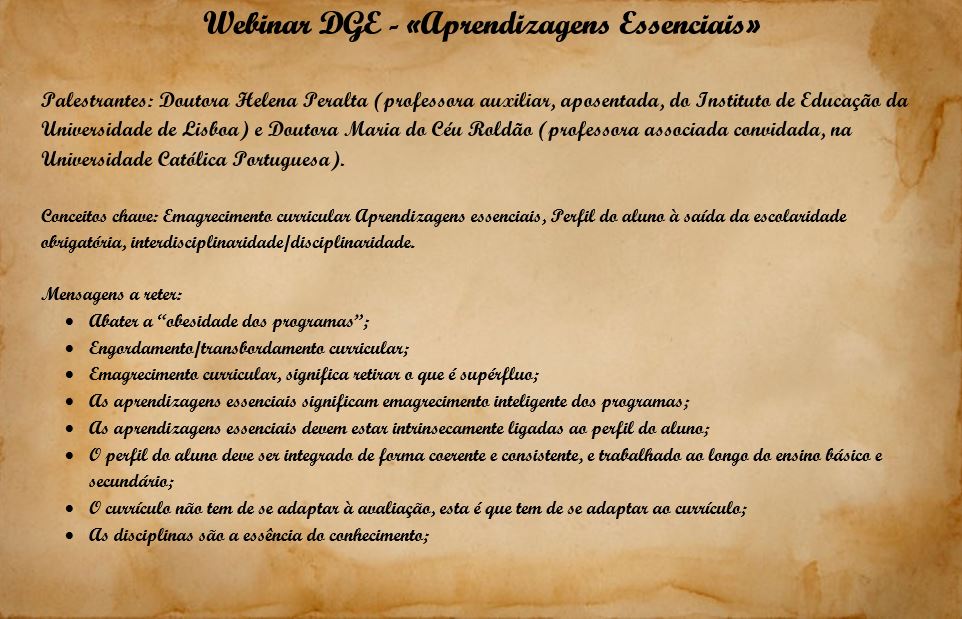 Webinar DGE - «Aprendizagens Essenciais»
Palestrantes: Doutora Helena Peralta (professora auxiliar, aposentada, do Instituto de Educação da
Universidade de Lisboa) e Doutora Maria do Céu Roldão (professora associada convidada, na
Universidade Católica Portuguesa).
Conceitos chave: Emagrecimento curricular Aprendizagens essenciais, Perfil do aluno à saída da escolaridade
obrigatória, interdisciplinaridade/disciplinaridade.
Mensagens a reter:
• Abater a “obesidade dos programas”;
• Engordamento/transbordamento curricular;
• Emagrecimento curricular, significa retirar o que é supérfluo;
• As aprendizagens essenciais significam emagrecimento inteligente dos programas;
• As aprendizagens essenciais devem estar intrinsecamente ligadas ao perfil do aluno;
• O perfil do aluno deve ser integrado de forma coerente e consistente, e trabalhado ao longo do ensino básico e
secundário;
• O currículo não tem de se adaptar à avaliação, esta é que tem de se adaptar ao currículo;
• As disciplinas são a essência do conhecimento;